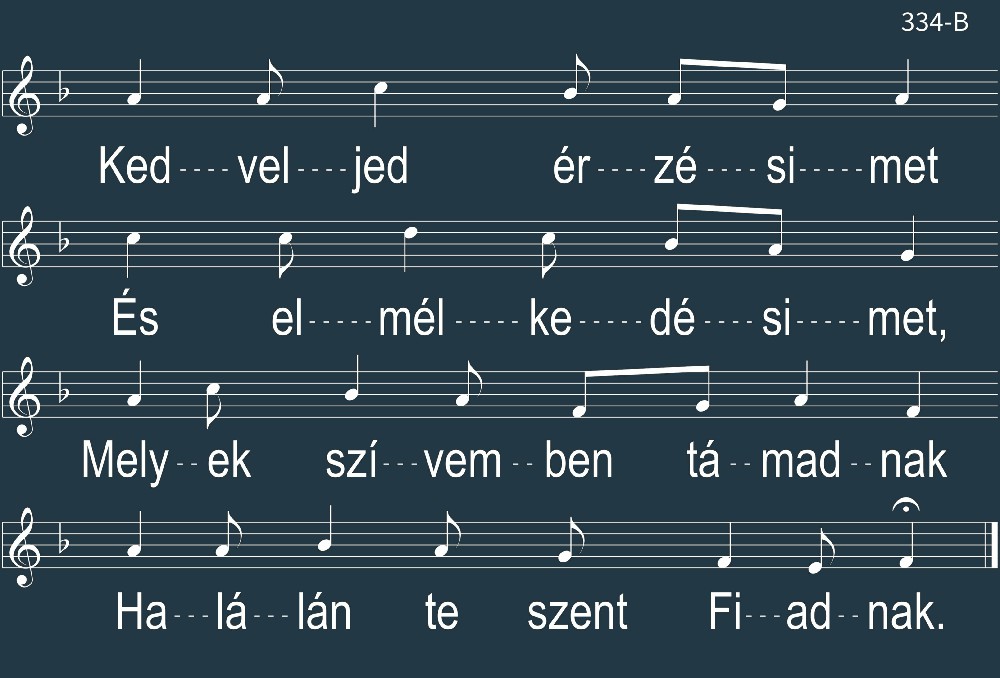 334-B
Ked----vel----jed ér----zé----si-----met
És el-----mél-----ke-----dé----si-----met,
Mely--ek szí---vem--ben tá--mad--nak
Ha---lá---lán te szent Fi---ad--nak.